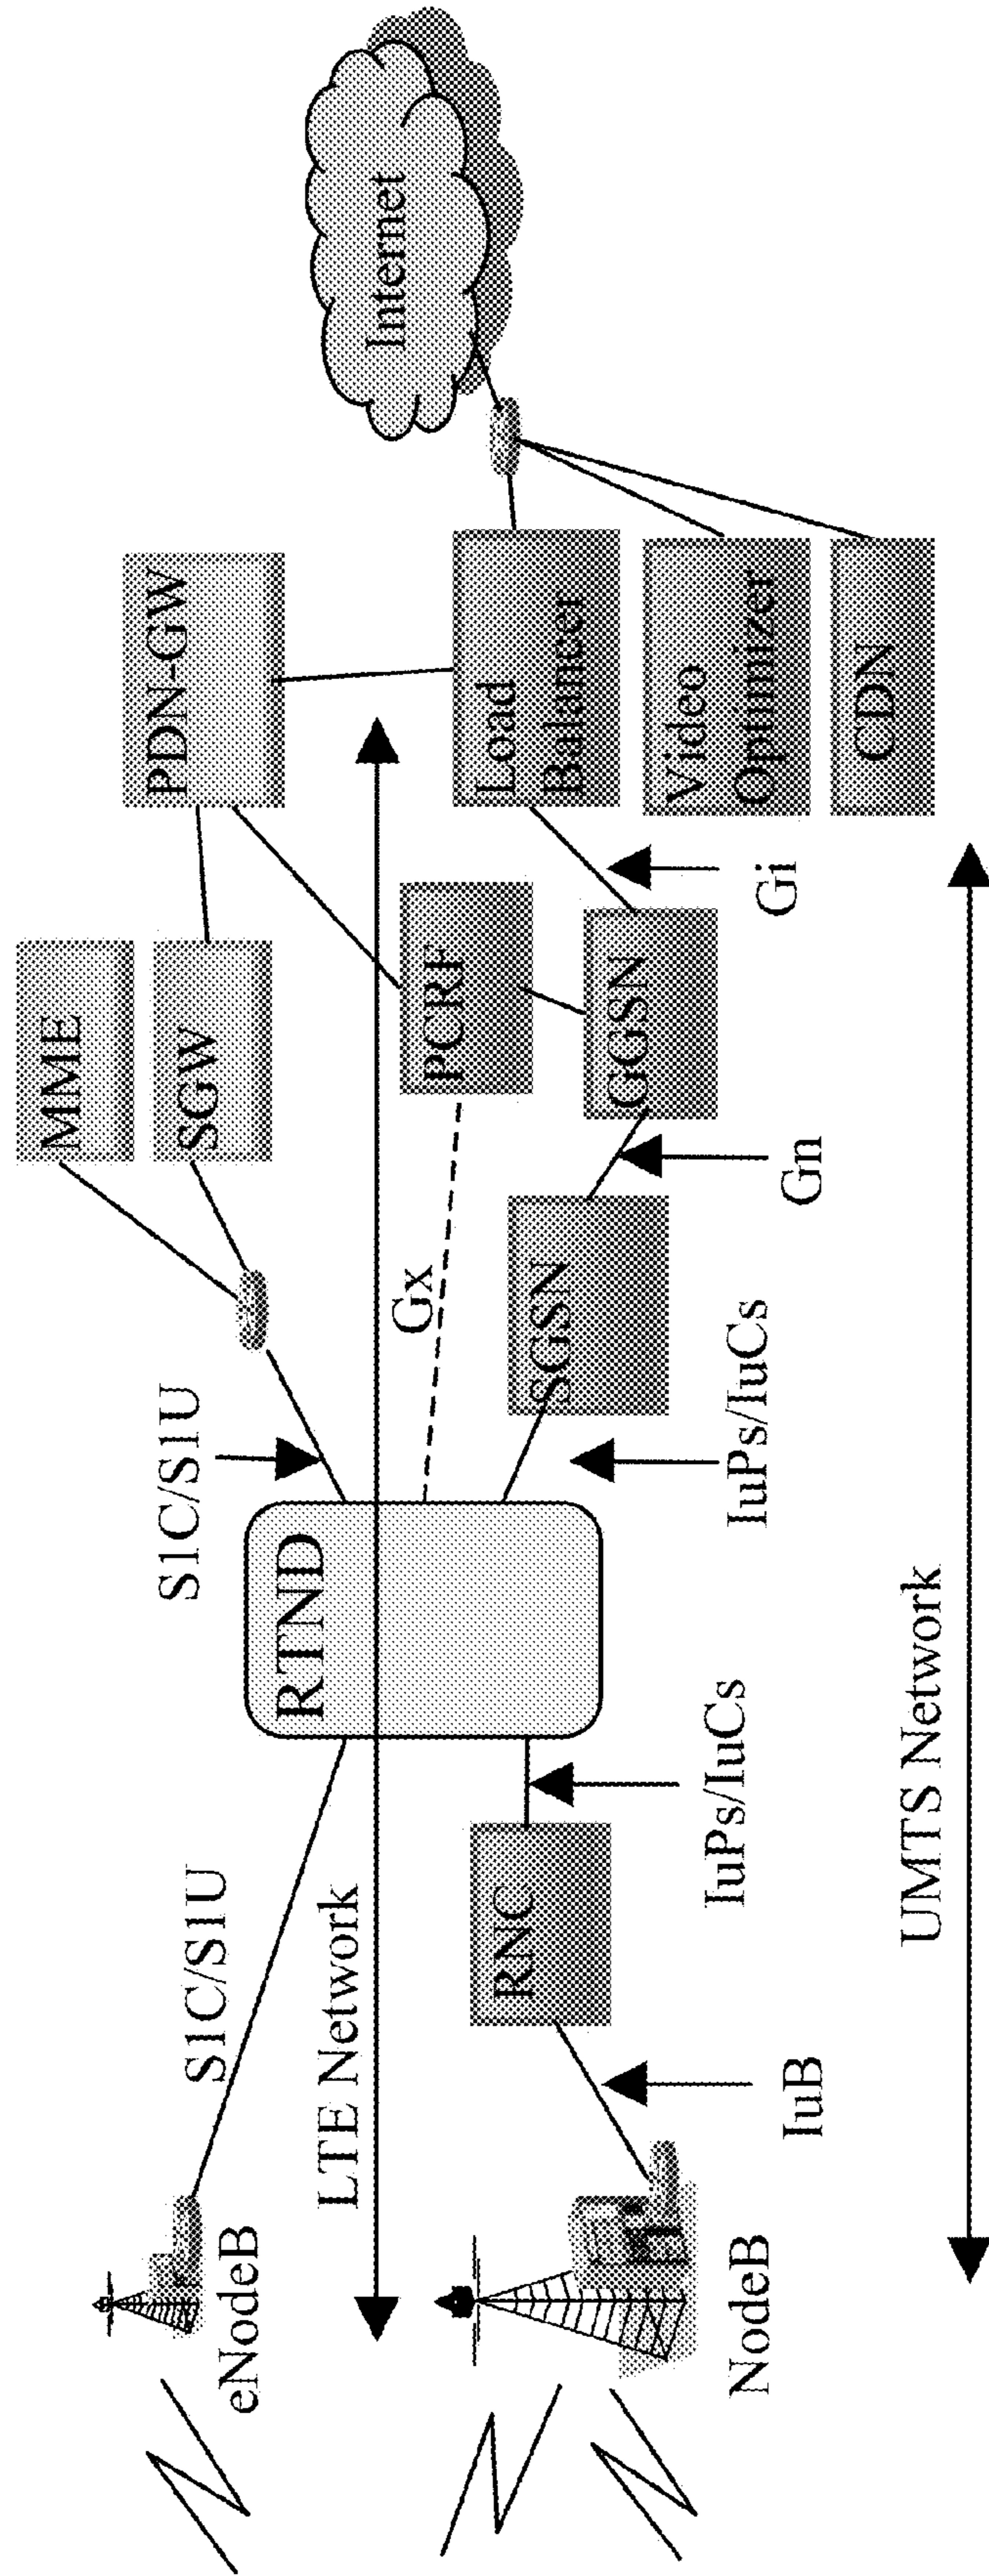 MME
SGW
PDN-GW
Internet
S1C/S1U
S1C/S1U
eNodeB
LTE Network
RTND
Gx
PCRF
Load
Balancer
Video
Optimizer
CDN
RNC
SGSN
GGSN
NodeB
IuB
IuPs/IuCs
IuPs/IuCs
Gn
Gi
UMTS Network